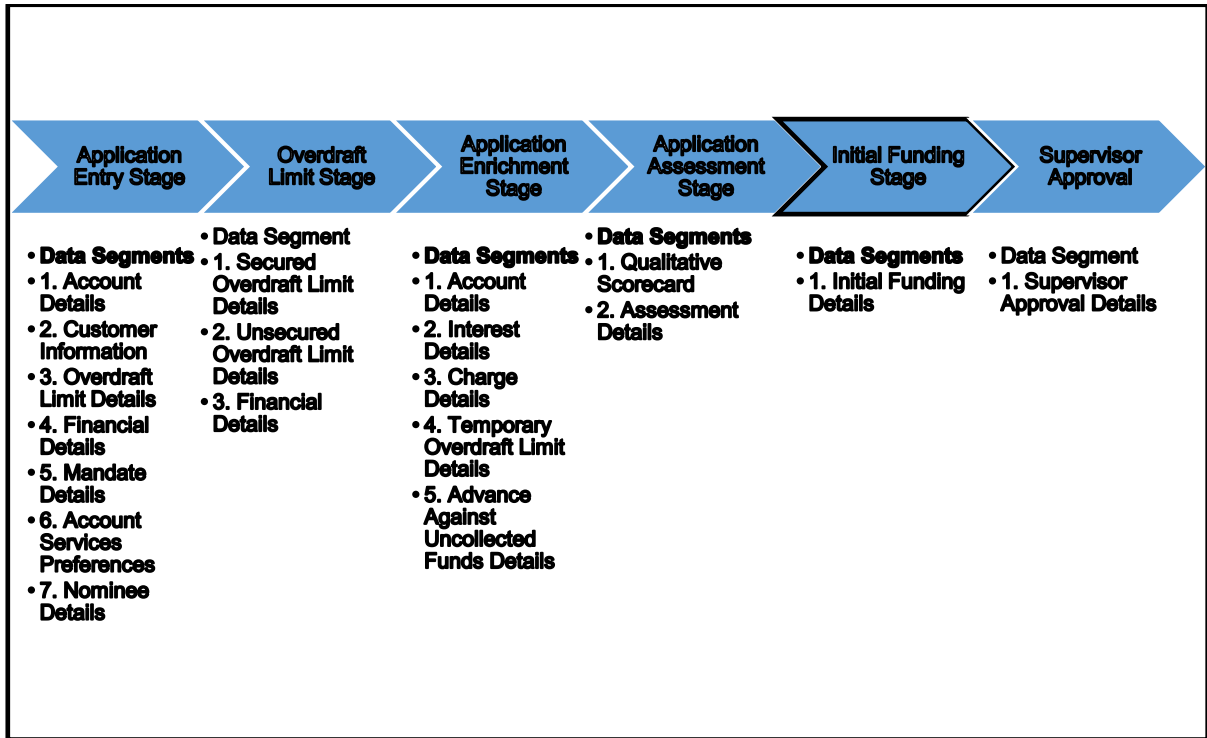 Application
Entry Stage
Overdraft
Limit Stage
Application
Enrichment
Stage
Application
Assessment
Stage
Initial Funding
Stage
Supervisor
Approval
• Data Segments
• 1. Account
Details
• 2. Customer
Information
• 3. Overdraft
Limit Details
• 4. Financial
Details
• 5. Mandate
Details
• 6. Account
Services
Preferences
• 7. Nominee
Details
• Data Segment
• 1. Secured
Overdraft Limit
Details
• 2. Unsecured
Overdraft Limit
Details
• 3. Financial
Details
• Data Segments
• 1. Account
Details
• 2. Interest
Details
• 3. Charge
Details
• 4. Temporary
Overdraft Limit
Details
• 5. Advance
Against
Uncollected
Funds Details
• Data Segments
• 1. Qualitative
Scorecard
• 2. Assessment
Details
• Data Segments
• 1. Initial Funding
Details
• Data Segment
• 1. Supervisor
Approval Details